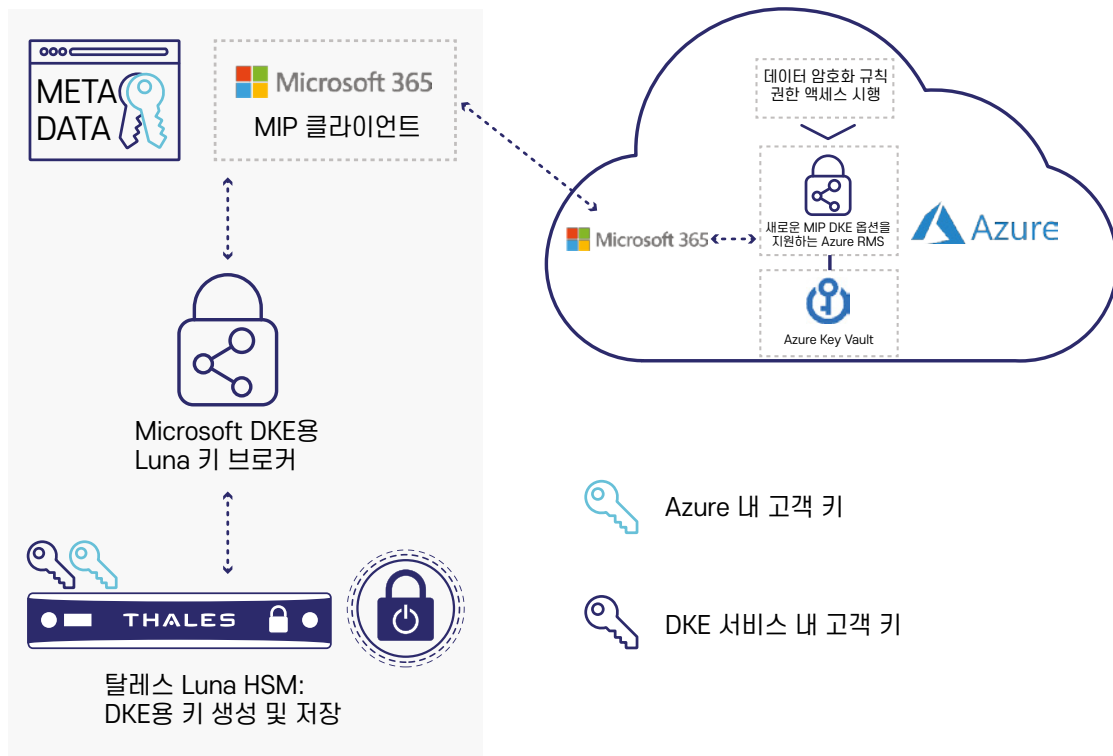 META
DATA
Microsoft 365
MIP 클라이언트
Microsoft DKE용
Luna 키 브로커
THALES
탈레스 Luna HSM:
DKE용 키 생성 및 저장
데이터 암호화 규칙
권한 액세스 시행
새로운 MIP DKE 옵션을
지원하는 Azure RMS
Microsoft 365
Azure
Azure Key Vault
Azure 내 고객 키
DKE 서비스 내 고객 키